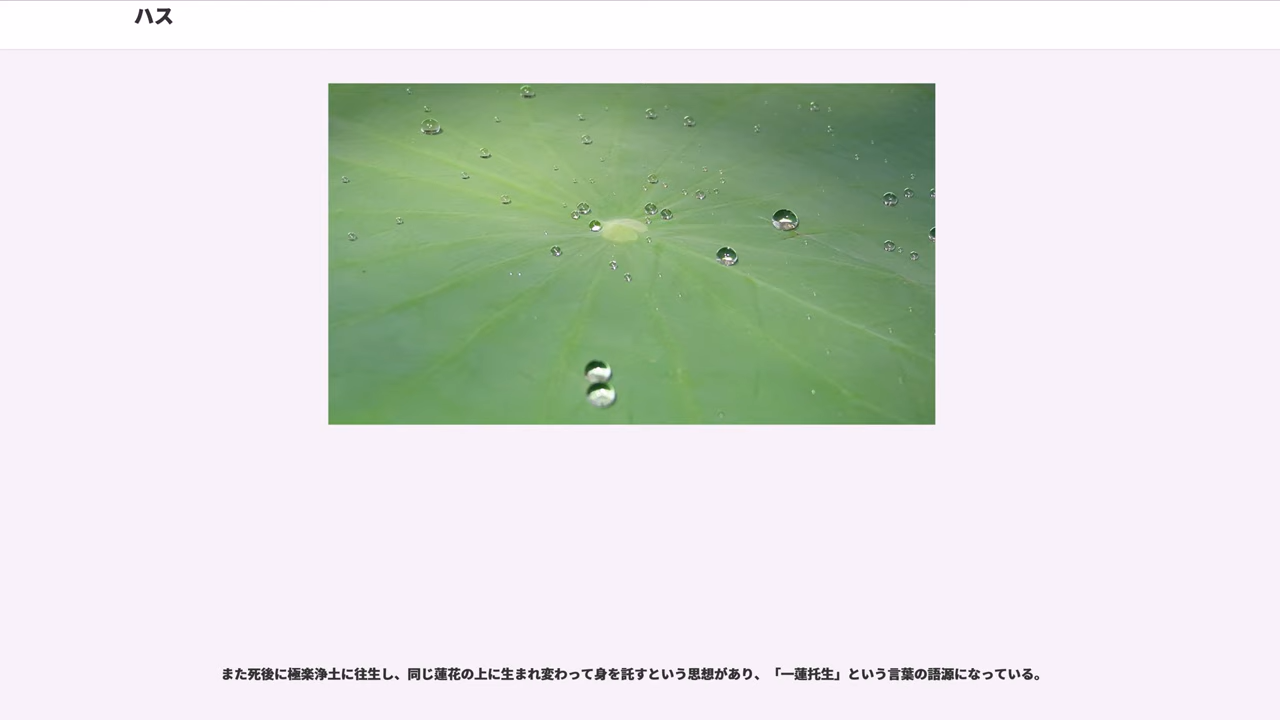 ハス
また死後に極楽浄土に往生し、同じ蓮花の上に生まれ変わって身を託すという思想があり、「一蓮托生」という言葉の語源になっている。